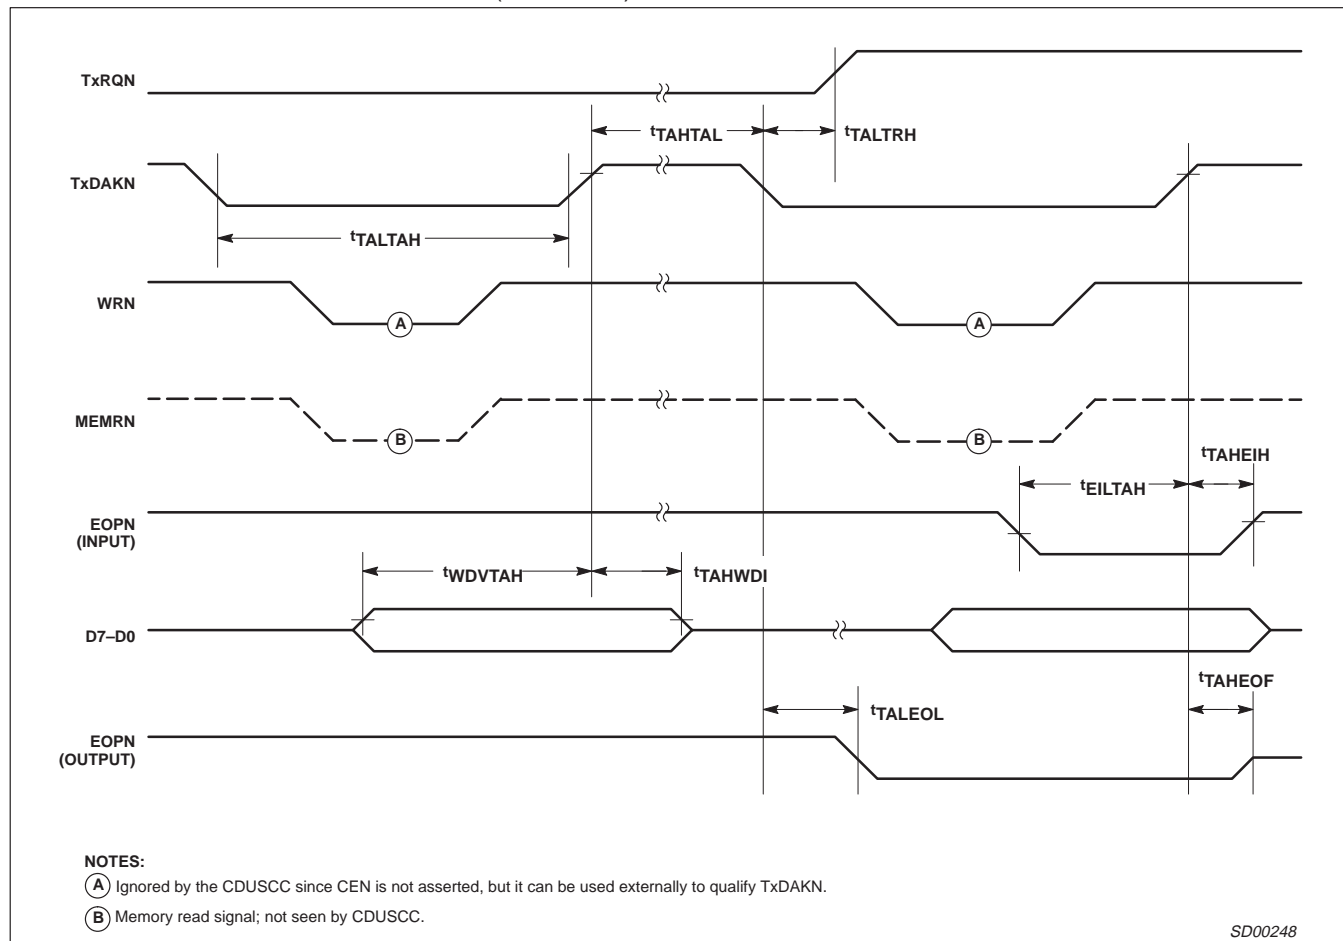 TxRQN
tTAHTAL
tTALTRH
TxDAKN
tTALTAH
WRN
A
A
MEMRN
B
B
tTAHEIH
tEILTAH
EOPN
(INPUT)
tWDVTAH
tTAHWDI
D7–D0
tTAHEOF
tTALEOL
EOPN
(OUTPUT)
NOTES:
A Ignored by the CDUSCC since CEN is not asserted, but it can be used externally to qualify TxDAKN.
B Memory read signal; not seen by CDUSCC.
SD00248